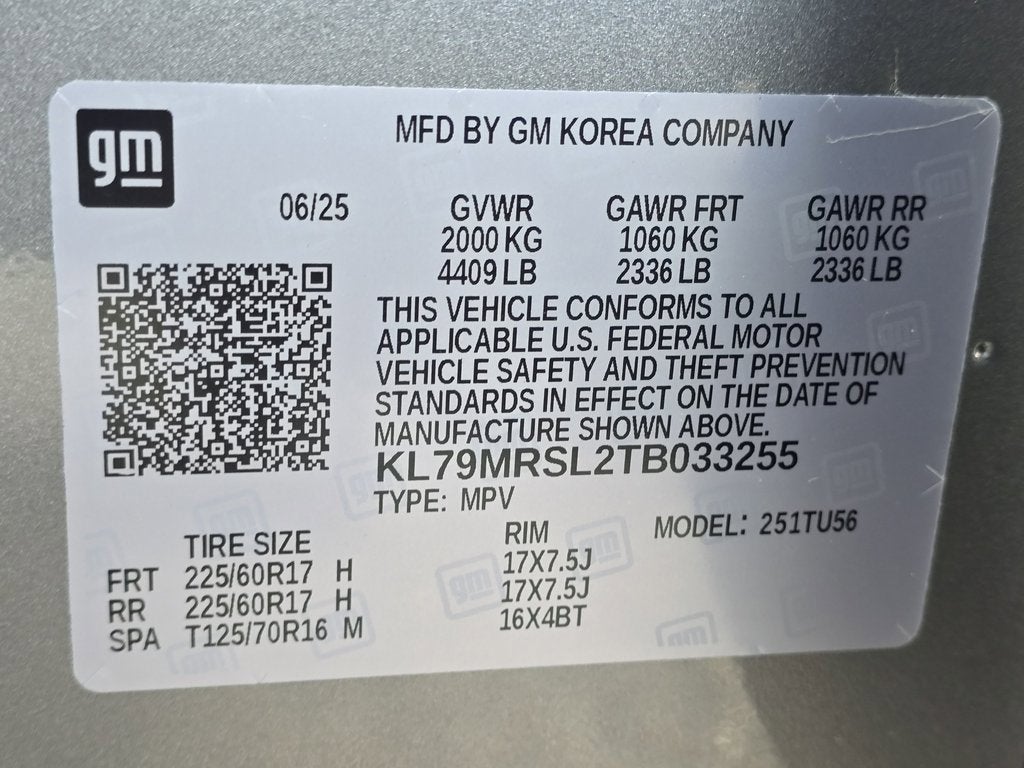 gm
MFD BY GM KOREA COMPANY
06/25 GVWR GAWR FRT GAWR RR
2000 KG 1060 KG 1060 KG
4409 LB 2336 LB 2336 LB
THIS VEHICLE CONFORMS TO ALL
APPLICABLE U.S. FEDERAL MOTOR
VEHICLE SAFETY AND THEFT PREVENTION
STANDARDS IN EFFECT ON THE DATE OF
MANUFACTURE SHOWN ABOVE.
KL79MRSL2TB033255
TYPE: MPV
MODEL: 251TU56
TIRE SIZE RIM
FRT 225/60R17 H 17X7.5J
RR 225/60R17 H 17X7.5J
SPA T125/70R16 M 16X4BT